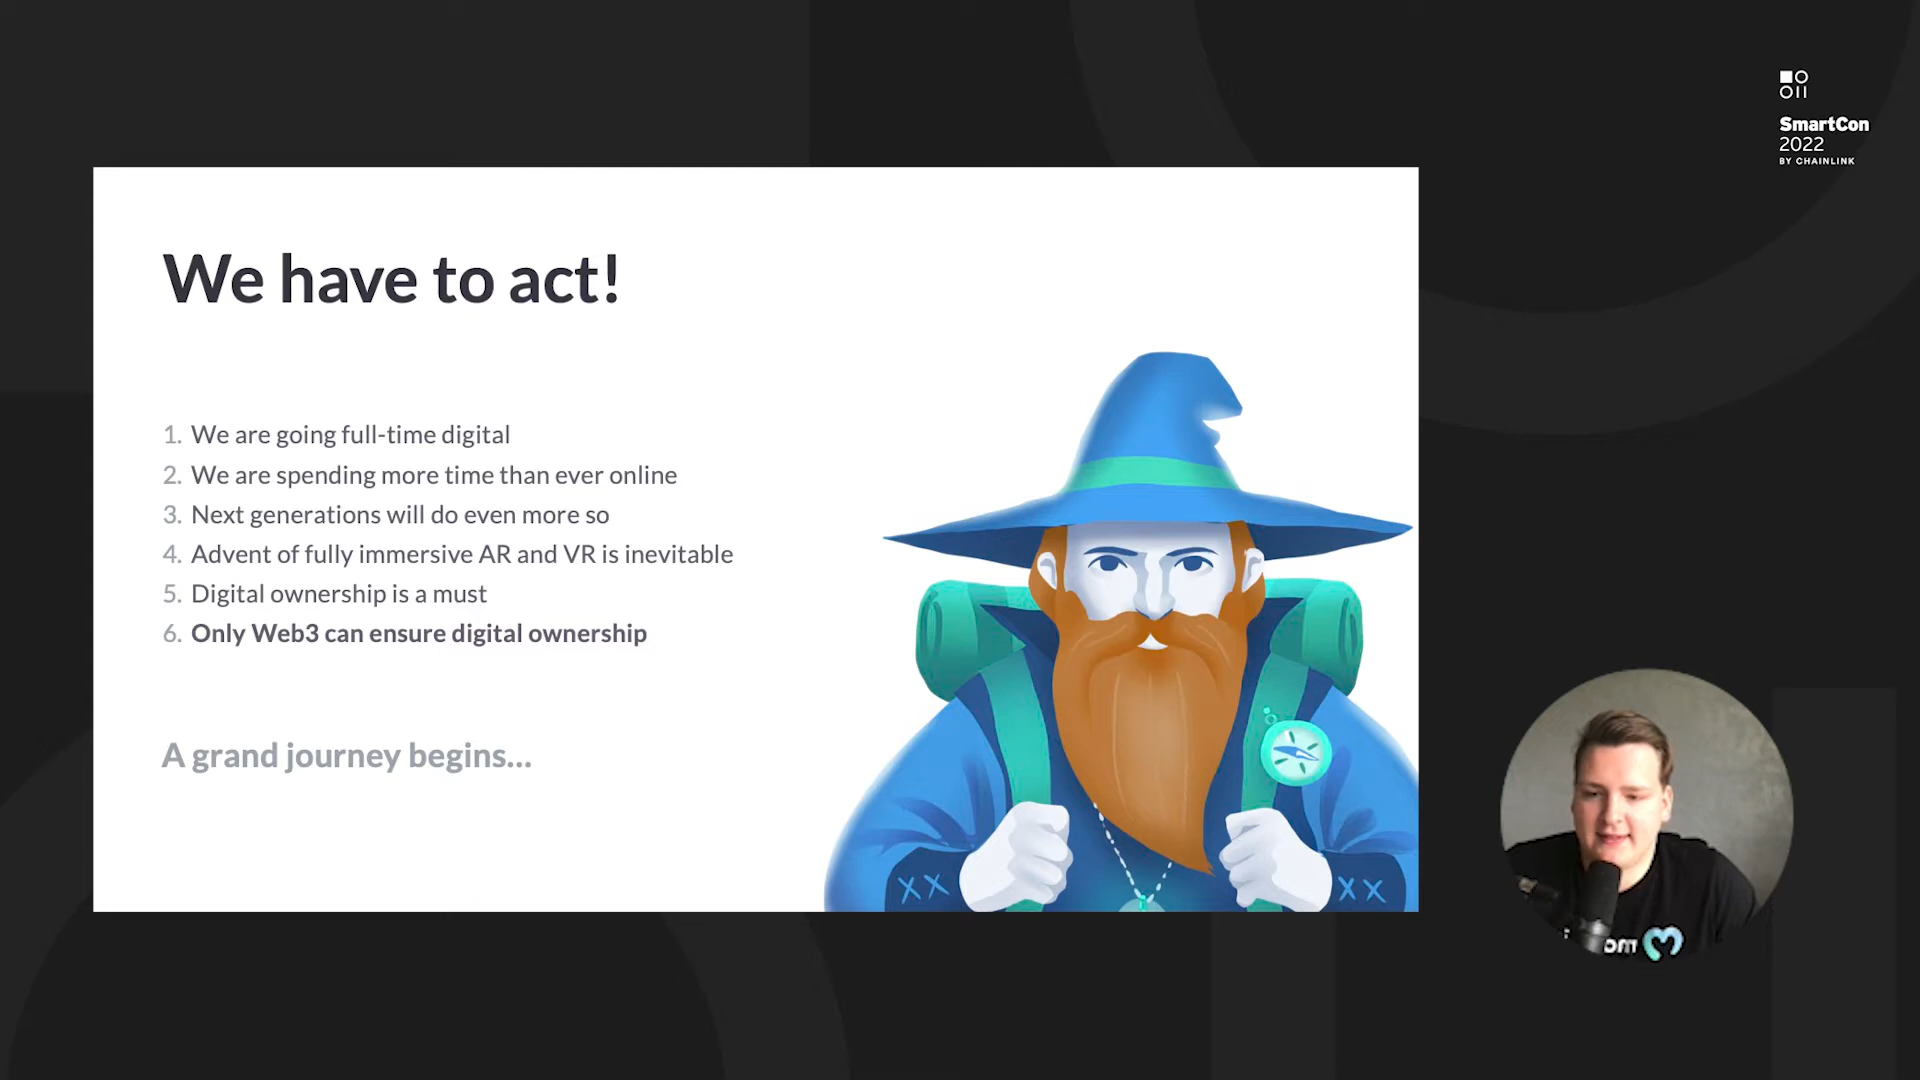 SmartCon
2022
BY CHAINLINK
We have to act!
1. We are going full-time digital
2. We are spending more time than ever online
3. Next generations will do even more so
4. Advent of fully immersive AR and VR is inevitable
5. Digital ownership is a must
6. Only Web3 can ensure digital ownership
A grand journey begins...